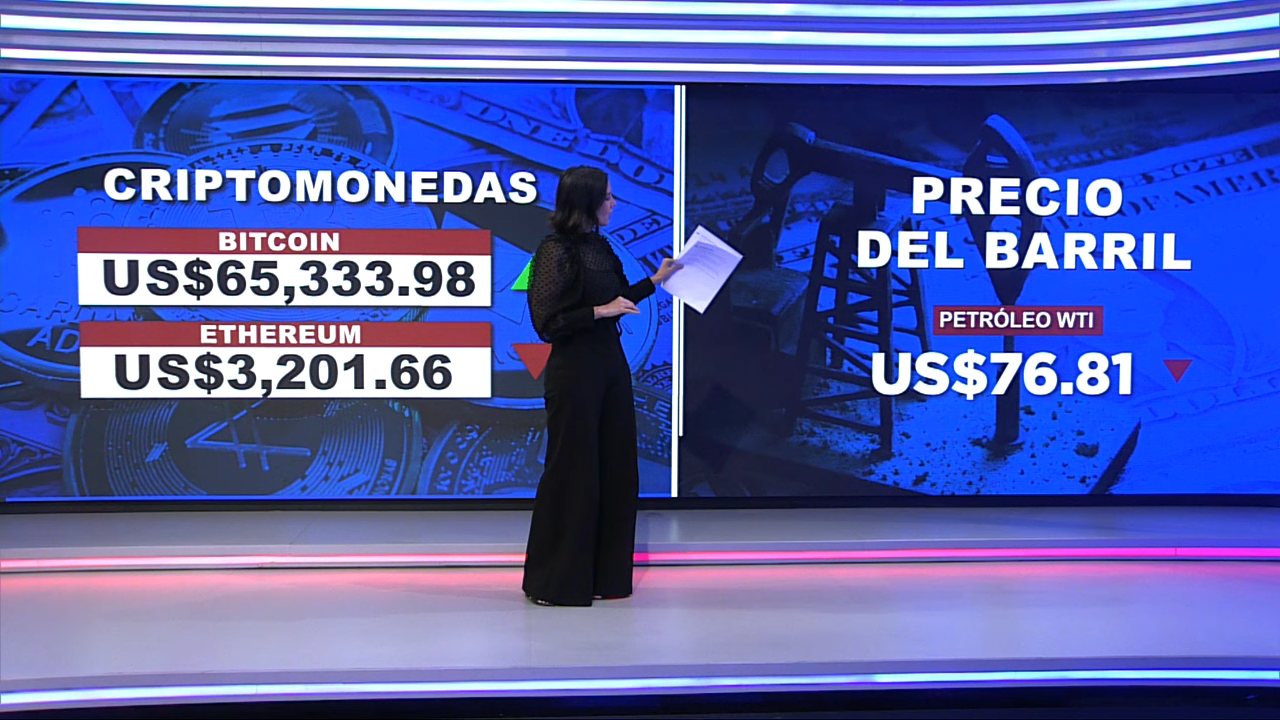 CRIPTOMONEDAS
BITCOIN
US$65,333.98
ETHEREUM
US$3,201.66
PRECIO
DEL BARRIL
PETRÓLEO WTI
US$76.81